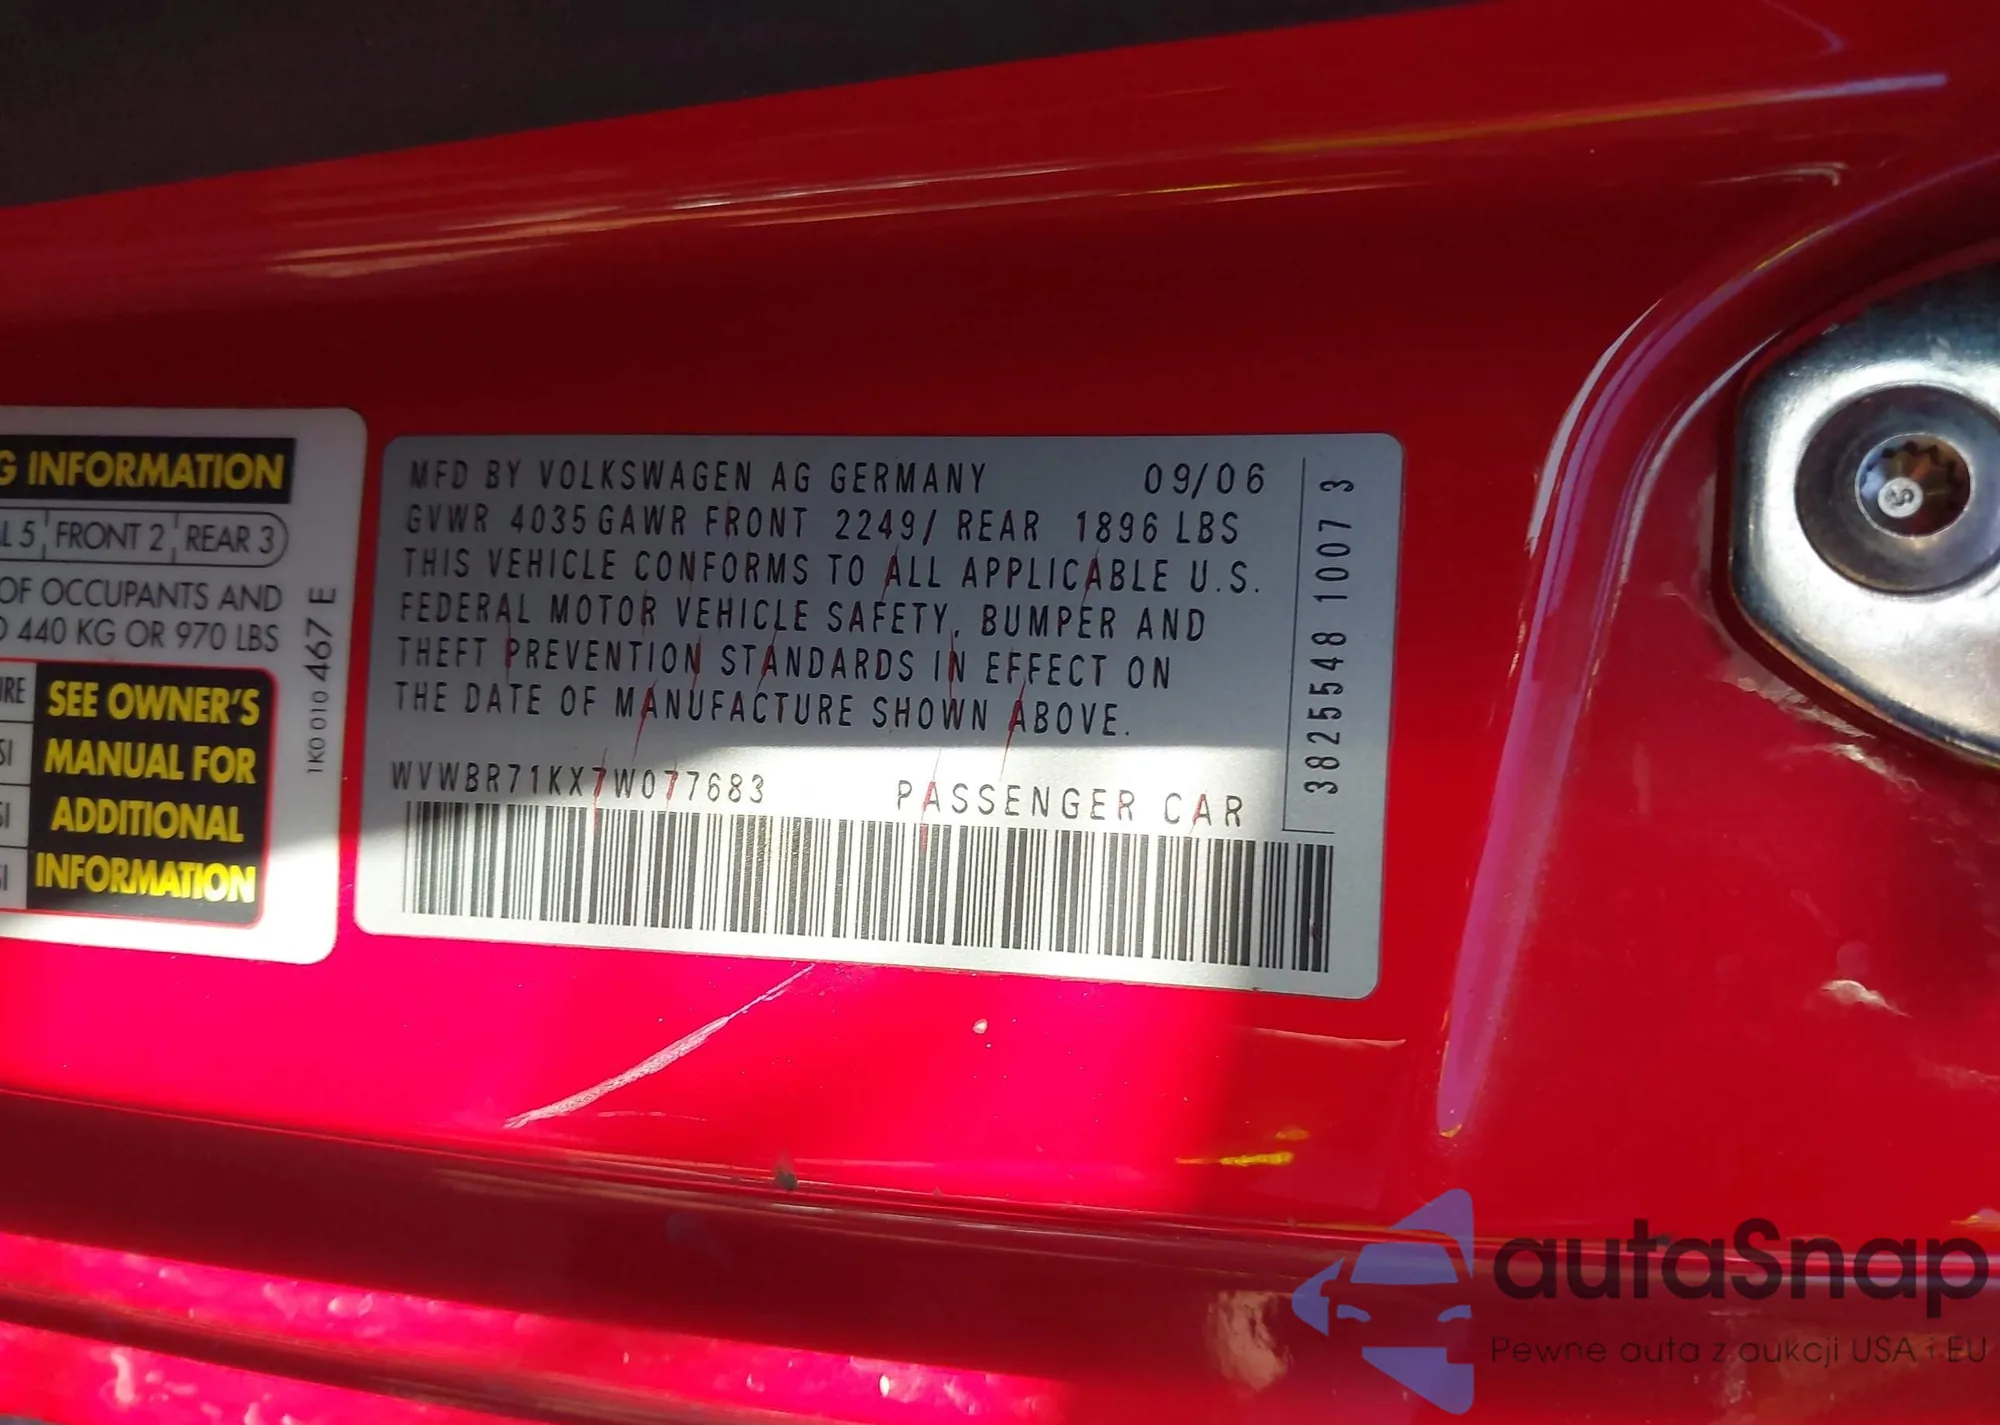 G INFORMATION
L 5 FRONT 2 REAR 3
OF OCCUPANTS AND
440 KG OR 970 LBS
SEE OWNER'S
MANUAL FOR
ADDITIONAL
INFORMATION
1K0 010 467 E
MFD BY VOLKSWAGEN AG GERMANY 09/06
GVWR 4035 GAWR FRONT 2249/ REAR 1896 LBS
THIS VEHICLE CONFORMS TO ALL APPLICABLE U.S.
FEDERAL MOTOR VEHICLE SAFETY, BUMPER AND
THEFT PREVENTION STANDARDS IN EFFECT ON
THE DATE OF MANUFACTURE SHOWN ABOVE.
WVWBR71KX7W077683 PASSENGER CAR
3825548 1007 3
autaSnap
Pewne auta z aukcji USA i EU